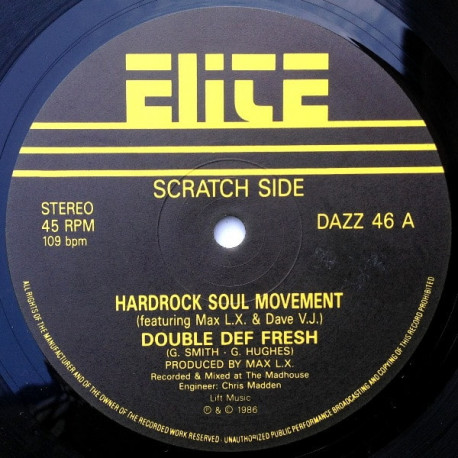 ELITE
SCRATCH SIDE
STEREO
45 RPM
109 bpm
DAZZ 46 A
HARDROCK SOUL MOVEMENT
(featuring Max L.X. & Dave V.J.)
DOUBLE DEF FRESH
(G. SMITH - G. HUGHES)
PRODUCED BY MAX L.X.
Recorded & Mixed at The Madhouse
Engineer: Chris Madden
Lift Music
℗ & © 1986
ALL RIGHTS OF THE MANUFACTURER AND OF THE OWNER OF THE RECORDED WORK RESERVED · UNAUTHORIZED PUBLIC PERFORMANCE BROADCASTING AND COPYING OF THIS RECORD PROHIBITED